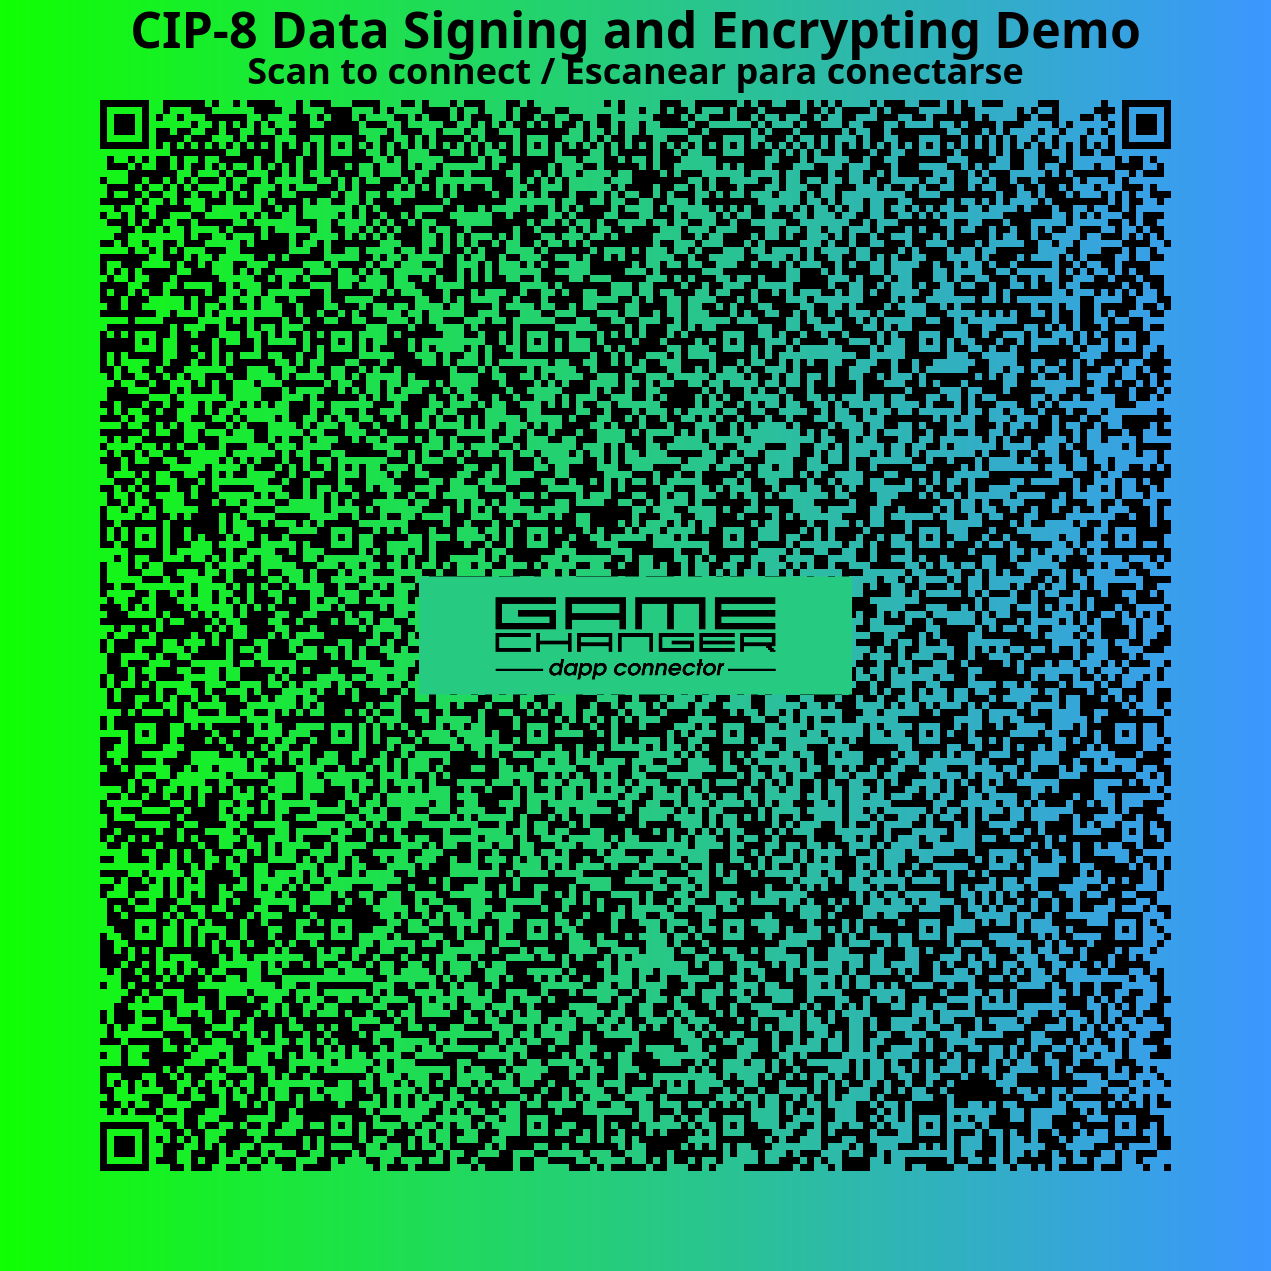 CIP-8 Data Signing and Encrypting Demo
Scan to connect / Escanear para conectarse
GAME
CHANGER
dapp connector